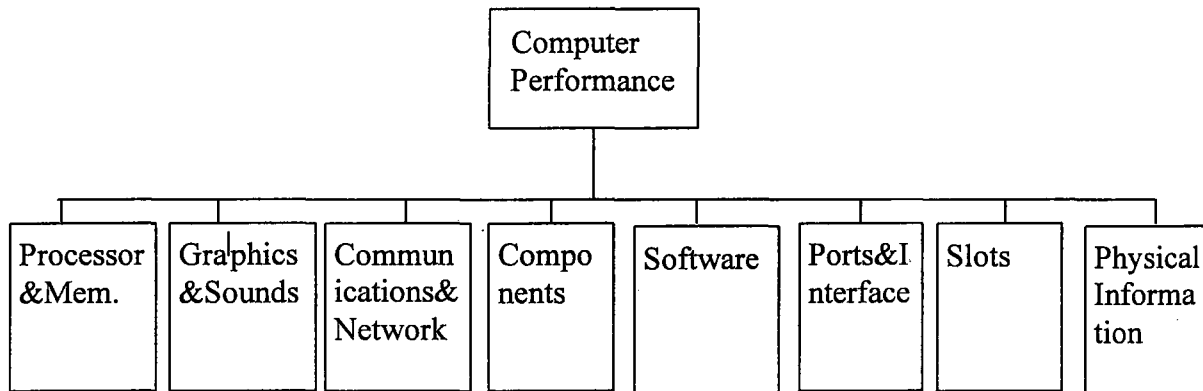 Computer
Performance
Processor
&Mem.
Graphics
&Sounds
Commun
ications&
Network
Compo
nents
Software
Ports&I
nterface
Slots
Physical
Informa
tion